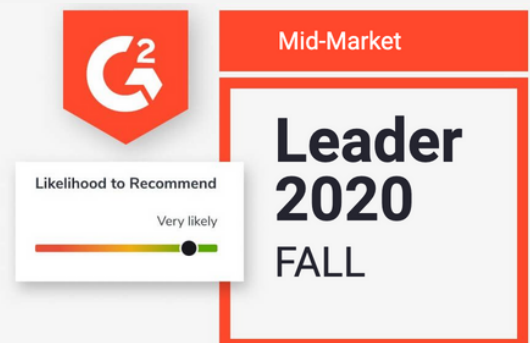 G2
Mid-Market
Leader
2020
FALL
Likelihood to Recommend
Very likely